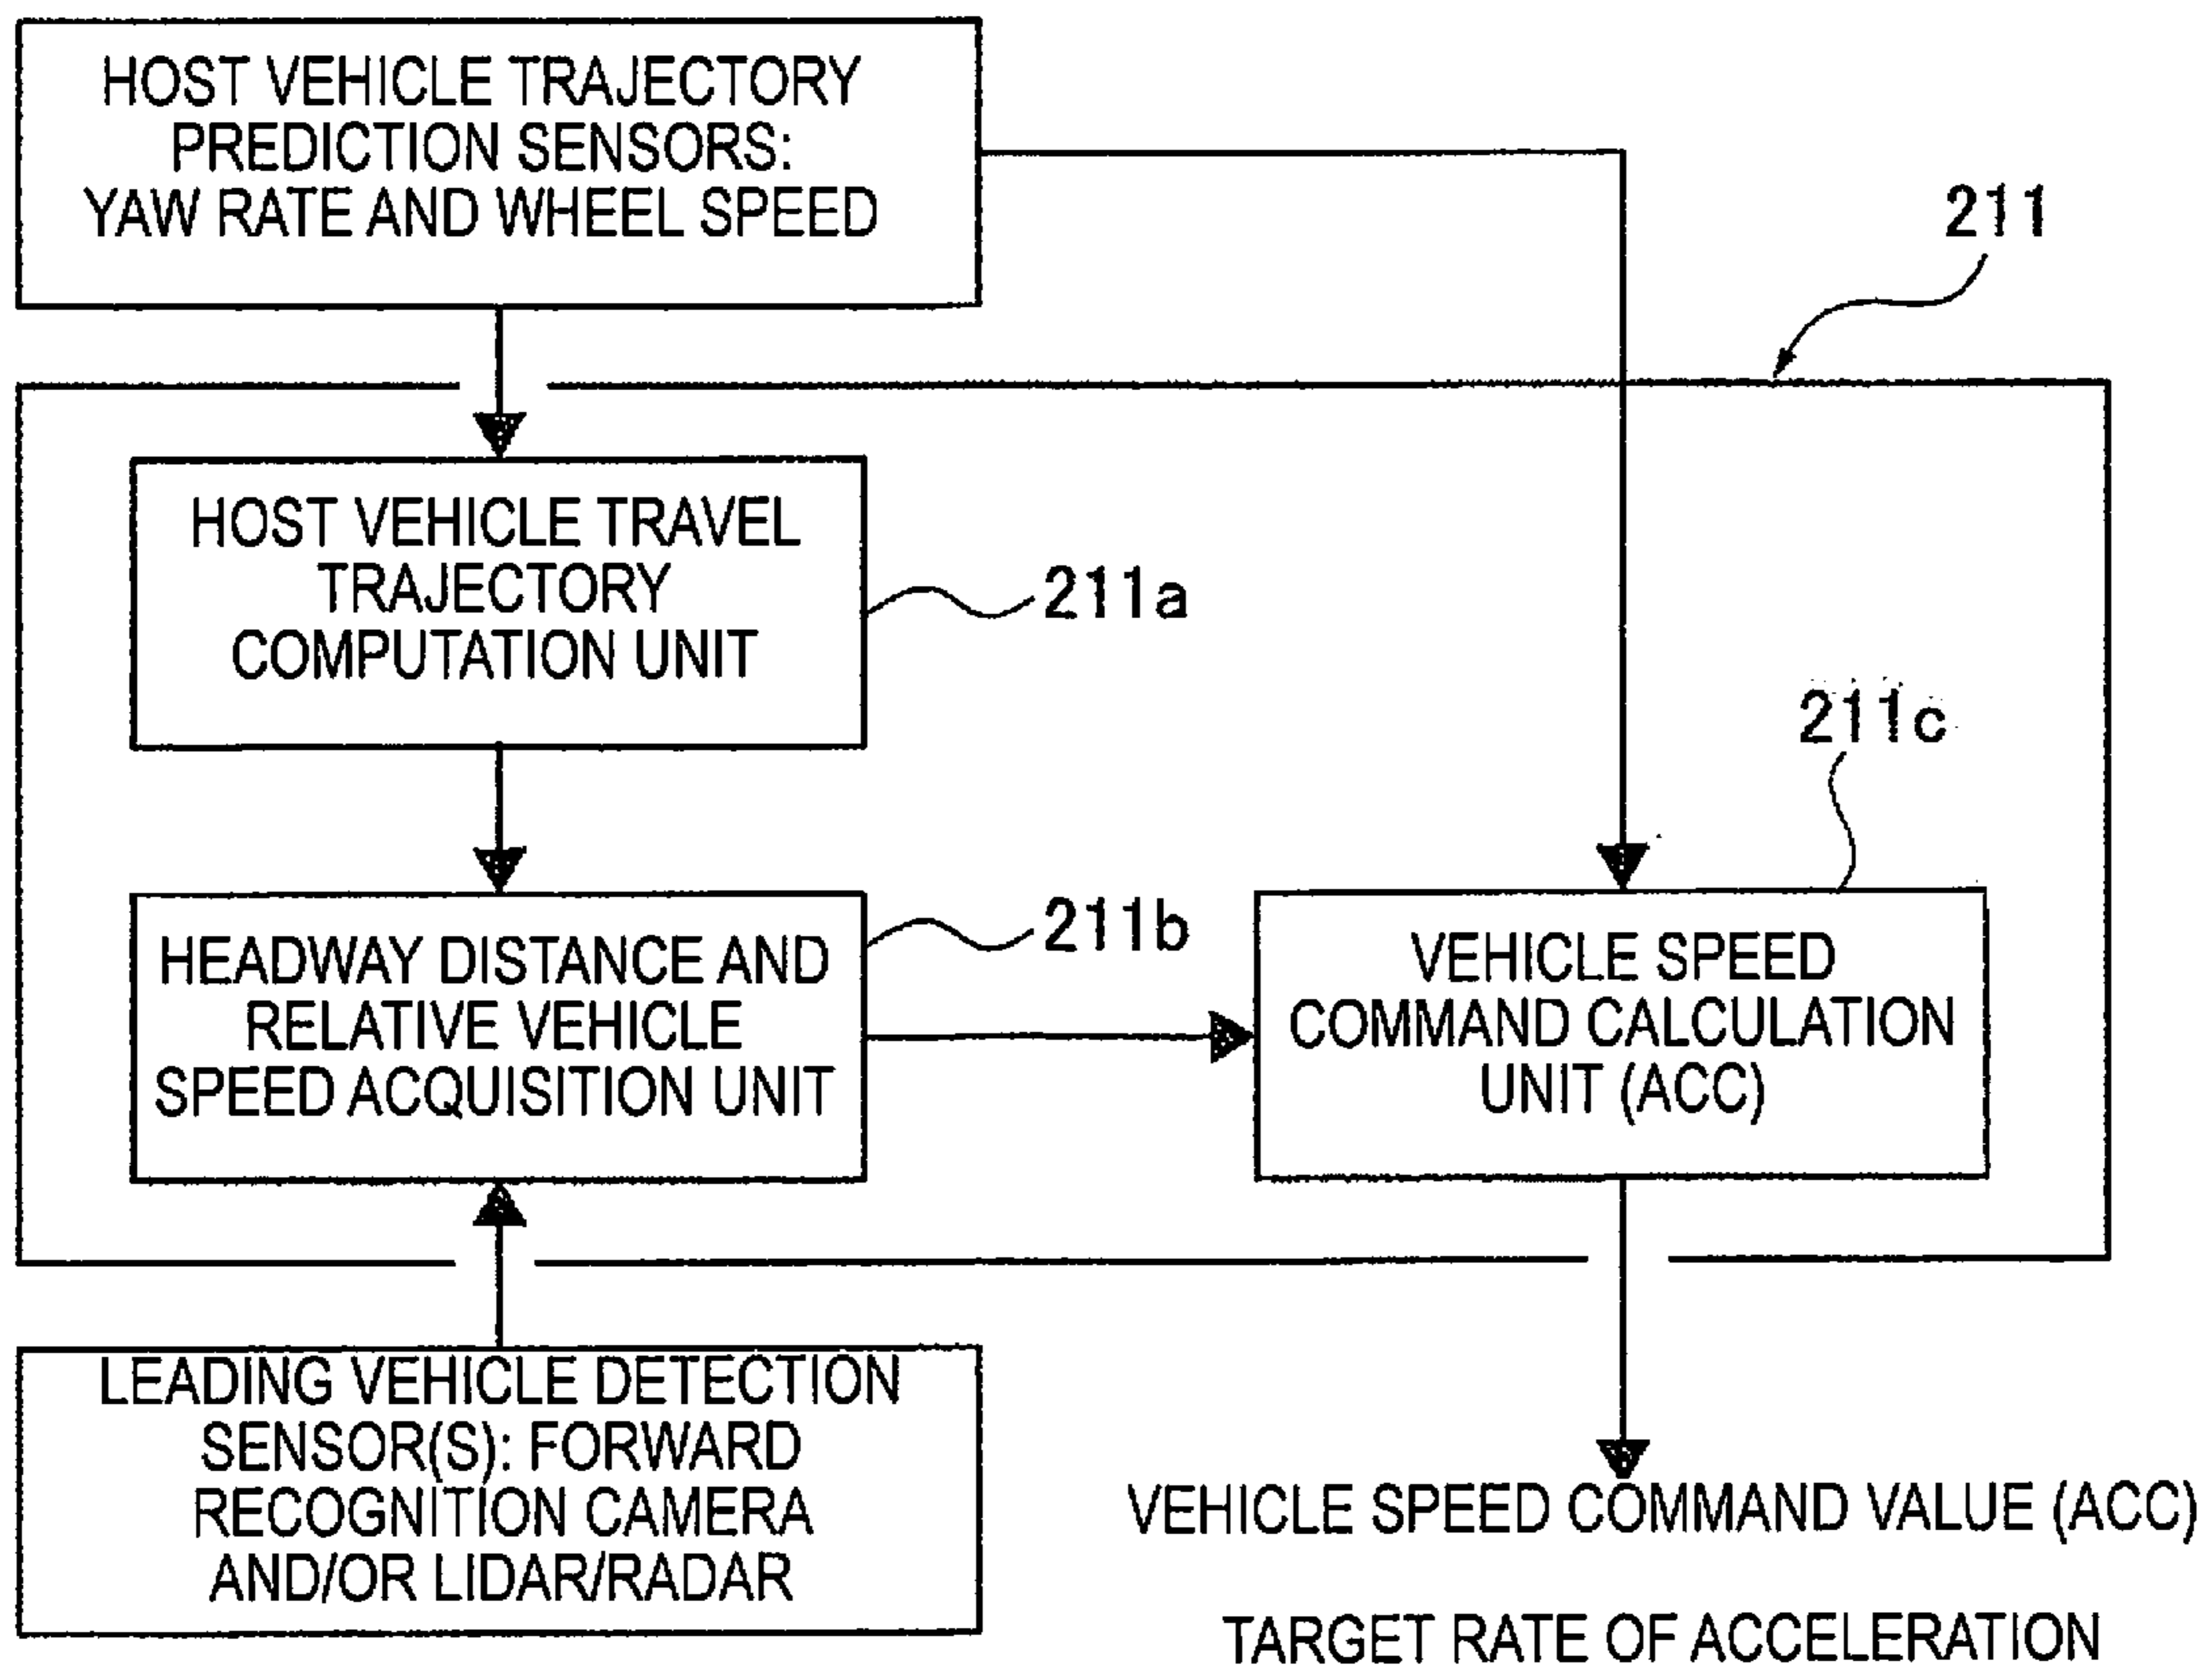 HOST VEHICLE TRAJECTORY
PREDICTION SENSORS:
YAW RATE AND WHEEL SPEED
211
HOST VEHICLE TRAVEL
TRAJECTORY
COMPUTATION UNIT
211a
211c
HEADWAY DISTANCE AND
RELATIVE VEHICLE
SPEED ACQUISITION UNIT
211b
VEHICLE SPEED
COMMAND CALCULATION
UNIT (ACC)
LEADING VEHICLE DETECTION
SENSOR(S): FORWARD
RECOGNITION CAMERA
AND/OR LIDAR/RADAR
VEHICLE SPEED COMMAND VALUE (ACC)
TARGET RATE OF ACCELERATION